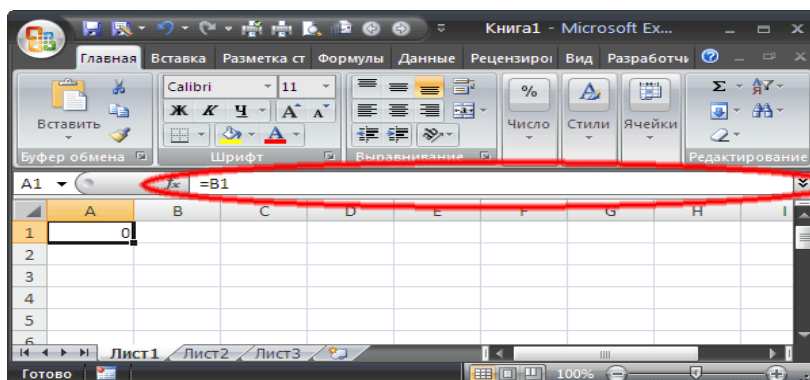 Книга1 - Microsoft Ex...
Главная Вставка Разметка ст Формулы Данные Рецензиро Вид Разработч
Calibri 11
Вставить Ж К Ч A A % Число Стили Ячейки Σ
Буфер обмена Шрифт Выравнивание Редактирование
A1 fx =B1
A B C D E F G H I
1 0
2
3
4
5
6
Лист1 Лист2 Лист3
Готово 100%